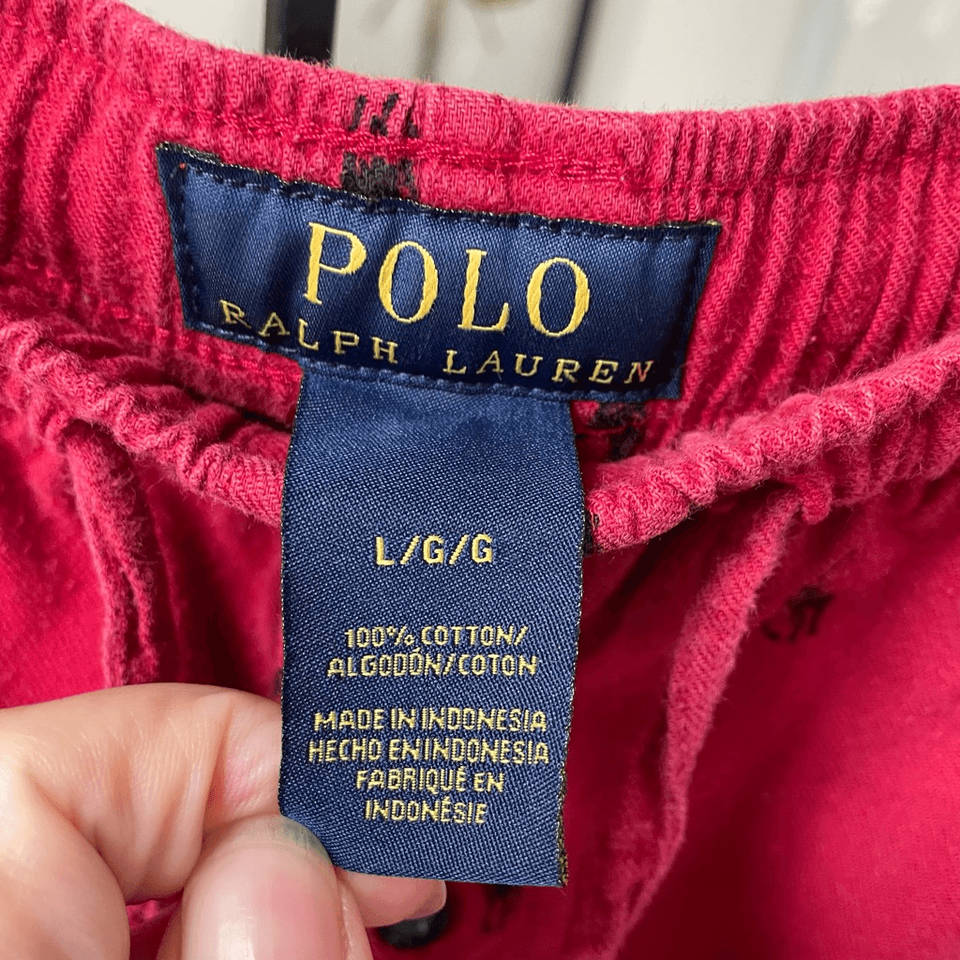 POLO
RALPH LAUREN
L/G/G
100% COTTON/
ALGODÓN/COTON
MADE IN INDONESIA
HECHO EN INDONESIA
FABRIQUÉ EN
INDONÉSIE